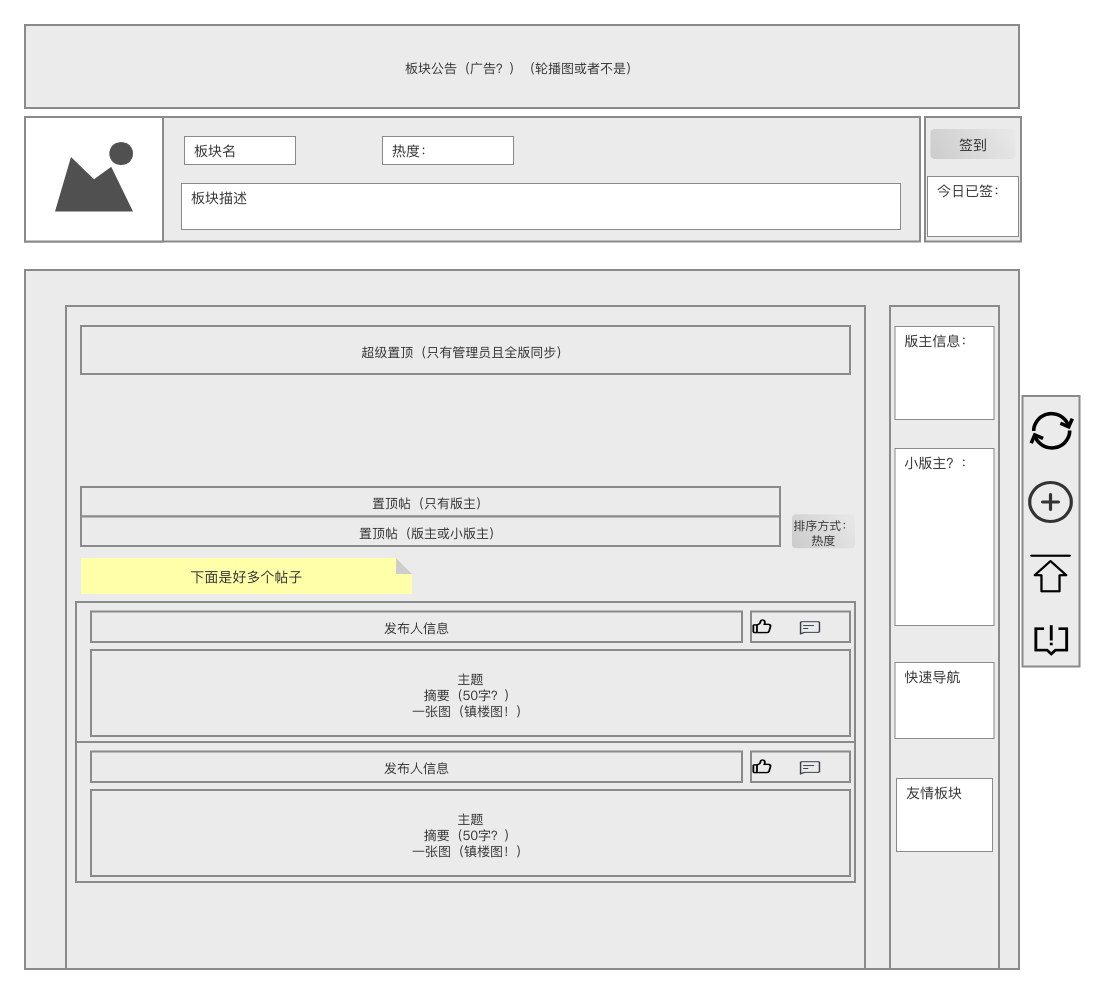 板块公告（广告？）（轮播图或者不是）
板块名
热度：
签到
板块描述
今日已签：
超级置顶（只有管理员且全版同步）
版主信息：
小版主？：
置顶帖（只有版主）
置顶帖（版主或小版主）
排序方式：
热度
下面是好多个帖子
发布人信息
主题
摘要（50字？）
一张图（镇楼图！）
快速导航
发布人信息
主题
摘要（50字？）
一张图（镇楼图！）
友情板块